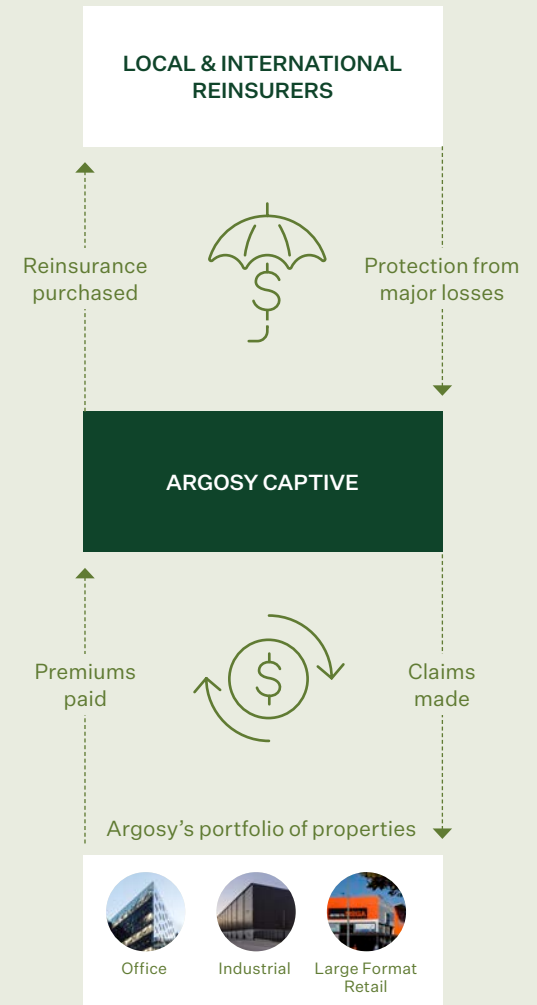 LOCAL & INTERNATIONAL
REINSURERS
Reinsurance
purchased
Protection from
major losses
$
ARGOSY CAPTIVE
Premiums
paid
$
Claims
made
Argosy’s portfolio of properties
Office
Industrial
Large Format
Retail